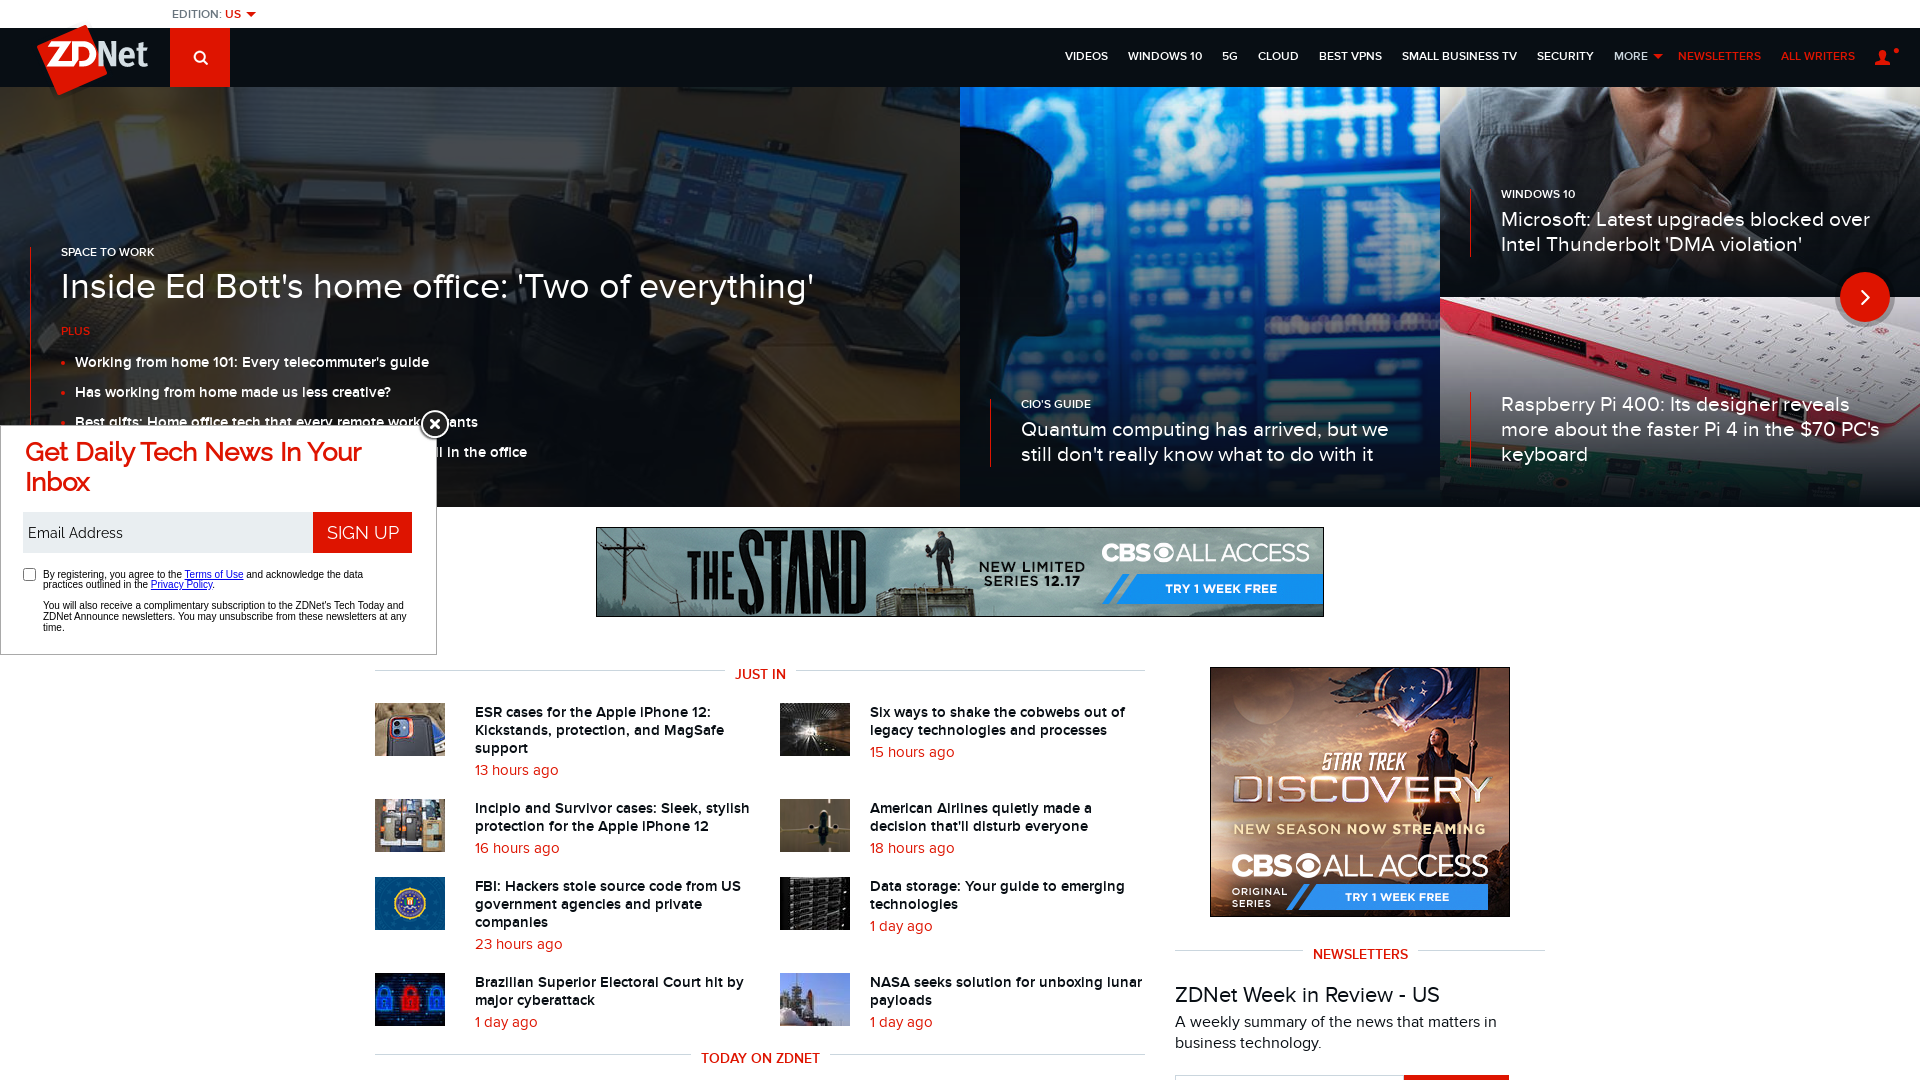 EDITION: US
ZDNet
VIDEOS WINDOWS 10 5G CLOUD BEST VPNS SMALL BUSINESS TV SECURITY MORE NEWSLETTERS ALL WRITERS
SPACE TO WORK
Inside Ed Bott's home office: 'Two of everything'
PLUS
Working from home 101: Every telecommuter's guide
Has working from home made us less creative?
Best gifts: Home office tech that every remote work ants
ll in the office
CIO'S GUIDE
Quantum computing has arrived, but we
still don't really know what to do with it
WINDOWS 10
Microsoft: Latest upgrades blocked over
Intel Thunderbolt 'DMA violation'
Raspberry Pi 400: Its designer reveals
more about the faster Pi 4 in the $70 PC's
keyboard
Get Daily Tech News In Your
Inbox
Email Address
SIGN UP
By registering, you agree to the Terms of Use and acknowledge the data
practices outlined in the Privacy Policy.
You will also receive a complimentary subscription to the ZDNet's Tech Today and
ZDNet Announce newsletters. You may unsubscribe from these newsletters at any
time.
THE STAND
NEW LIMITED
SERIES 12.17
CBS ALL ACCESS
TRY 1 WEEK FREE
JUST IN
ESR cases for the Apple iPhone 12:
Kickstands, protection, and MagSafe
support
13 hours ago
Six ways to shake the cobwebs out of
legacy technologies and processes
15 hours ago
Incipio and Survivor cases: Sleek, stylish
protection for the Apple iPhone 12
16 hours ago
American Airlines quietly made a
decision that'll disturb everyone
18 hours ago
FBI: Hackers stole source code from US
government agencies and private
companies
23 hours ago
Data storage: Your guide to emerging
technologies
1 day ago
Brazilian Superior Electoral Court hit by
major cyberattack
1 day ago
NASA seeks solution for unboxing lunar
payloads
1 day ago
TODAY ON ZDNET
STAR TREK
DISCOVERY
NEW SEASON NOW STREAMING
CBS ALL ACCESS
ORIGINAL
SERIES
TRY 1 WEEK FREE
NEWSLETTERS
ZDNet Week in Review - US
A weekly summary of the news that matters in
business technology.